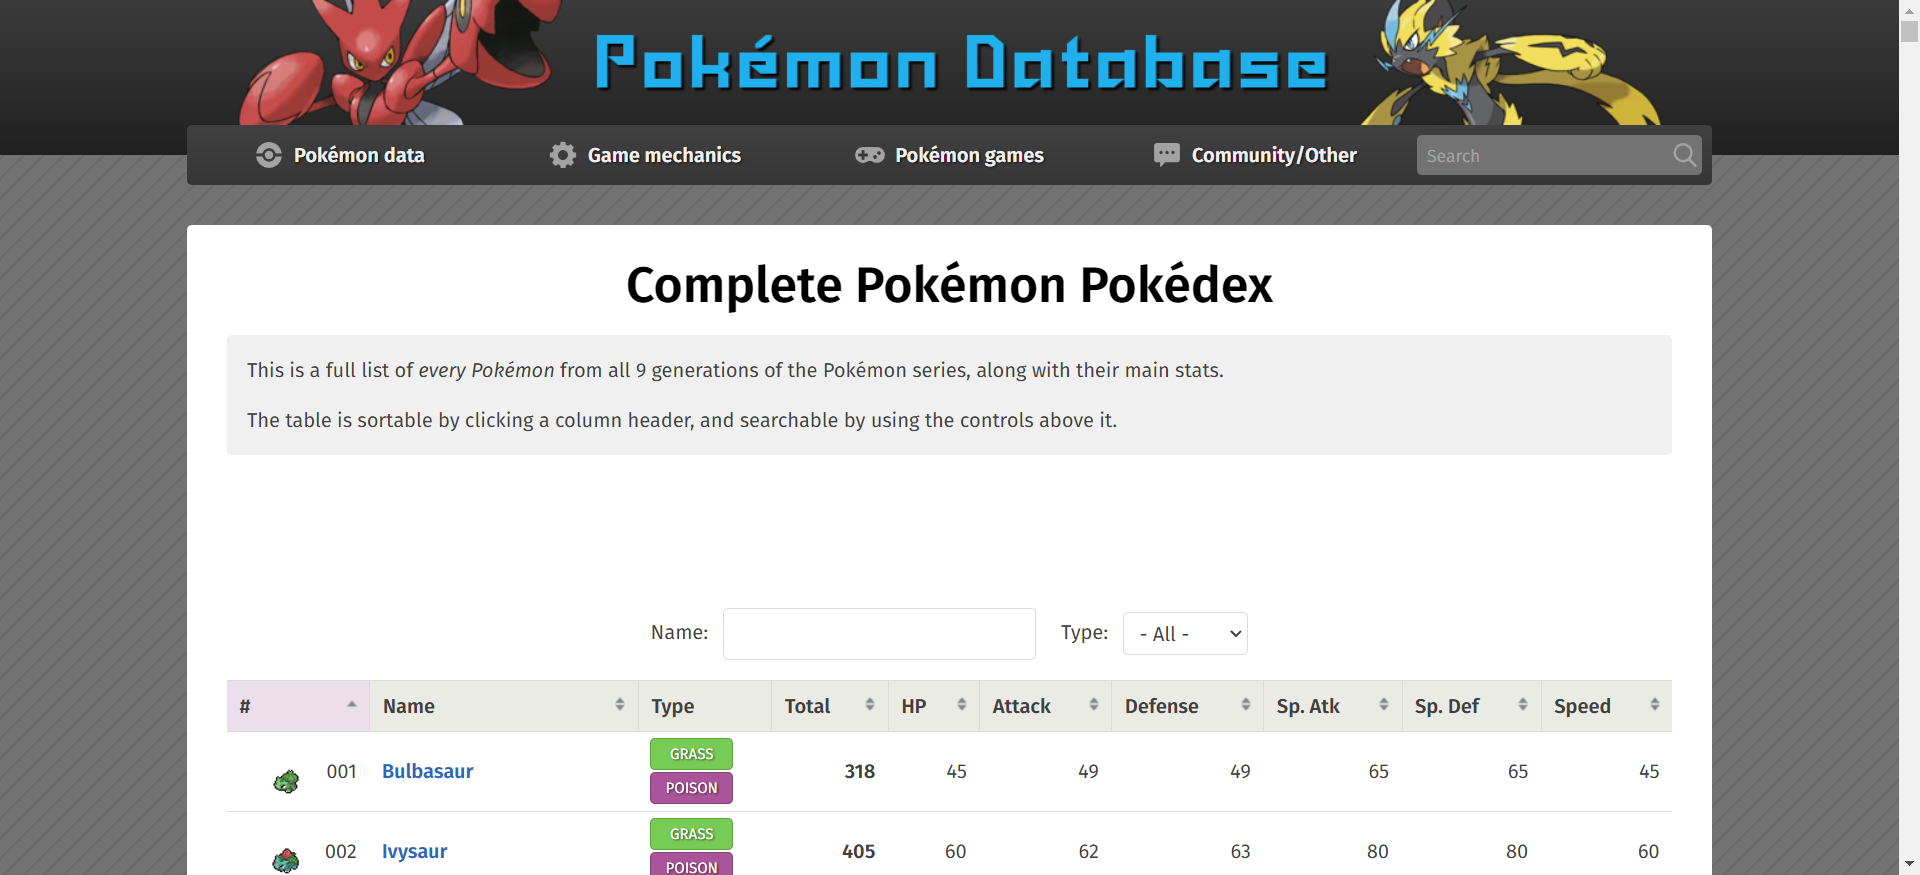 Pokémon Database
Pokémon data Game mechanics Pokémon games Community/Other Search
Complete Pokémon Pokédex
This is a full list of every Pokémon from all 9 generations of the Pokémon series, along with their main stats.
The table is sortable by clicking a column header, and searchable by using the controls above it.
Name: Type: - All -
# Name Type Total HP Attack Defense Sp. Atk Sp. Def Speed
001 Bulbasaur GRASS POISON 318 45 49 49 65 65 45
002 Ivysaur GRASS POISON 405 60 62 63 80 80 60